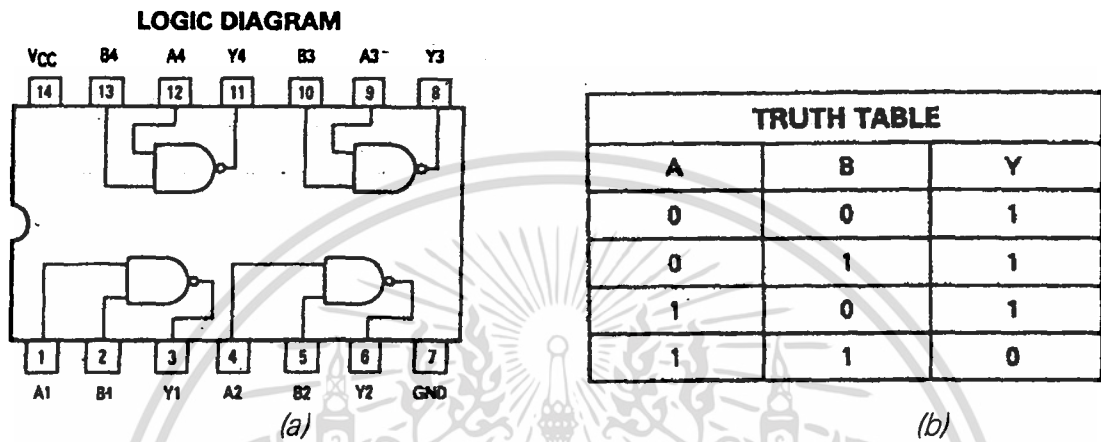 LOGIC DIAGRAM
VCC B4 A4 Y4 B3 A3 Y3
14 13 12 11 10 9 8
1 2 3 4 5 6 7
A1 B1 Y1 A2 B2 Y2 GND
(a)
TRUTH TABLE
A B Y
0 0 1
0 1 1
1 0 1
1 1 0
(b)